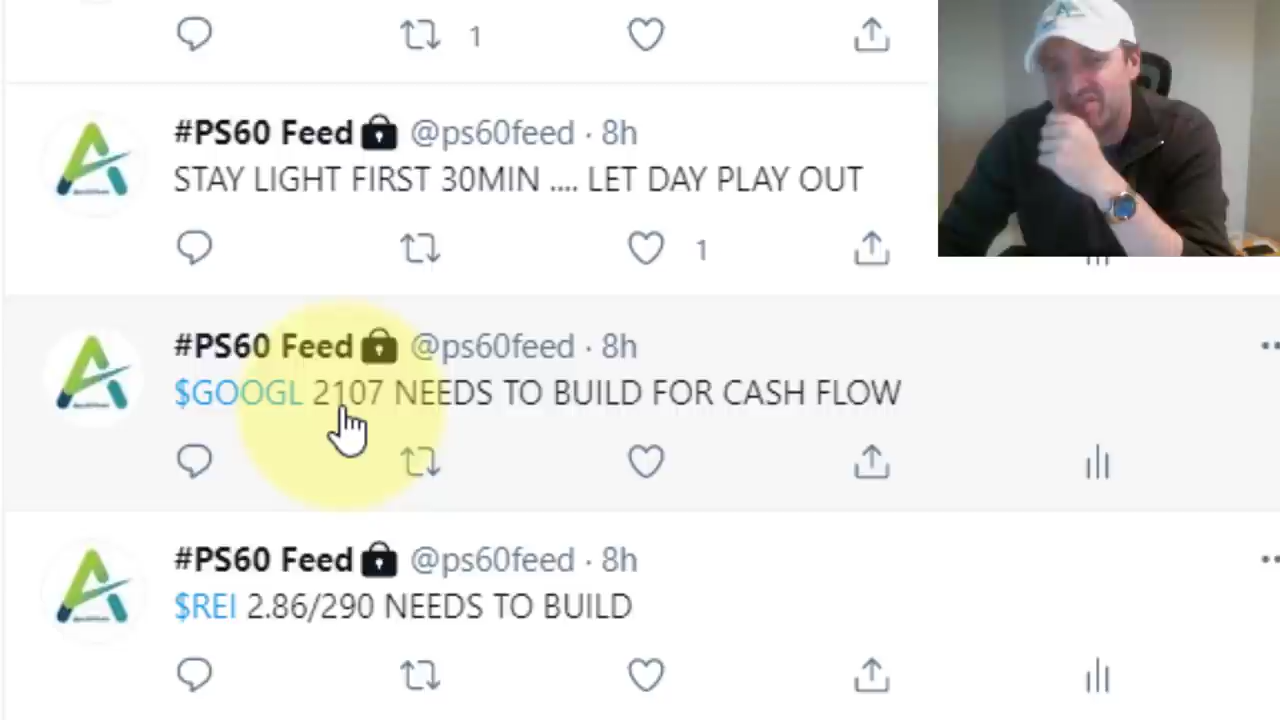 1
#PS60 Feed @ps60feed · 8h
STAY LIGHT FIRST 30MIN .... LET DAY PLAY OUT
1
#PS60 Feed @ps60feed · 8h
$GOOGL 2107 NEEDS TO BUILD FOR CASH FLOW
#PS60 Feed @ps60feed · 8h
$REI 2.86/290 NEEDS TO BUILD